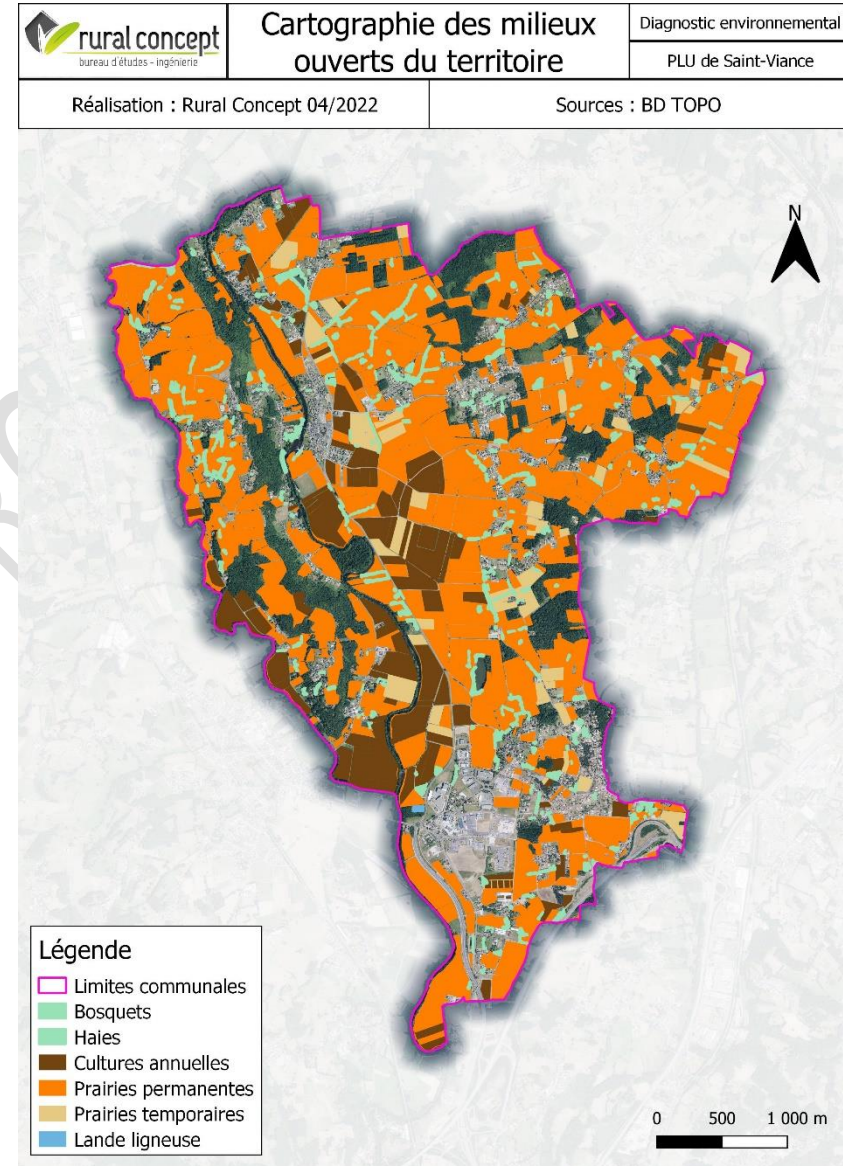 rural concept
bureau d'études - ingénierie
Cartographie des milieux
ouverts du territoire
Diagnostic environnemental
PLU de Saint-Viance
Réalisation : Rural Concept 04/2022
Sources : BD TOPO
N
Légende
Limites communales
Bosquets
Haies
Cultures annuelles
Prairies permanentes
Prairies temporaires
Lande ligneuse
0 500 1 000 m